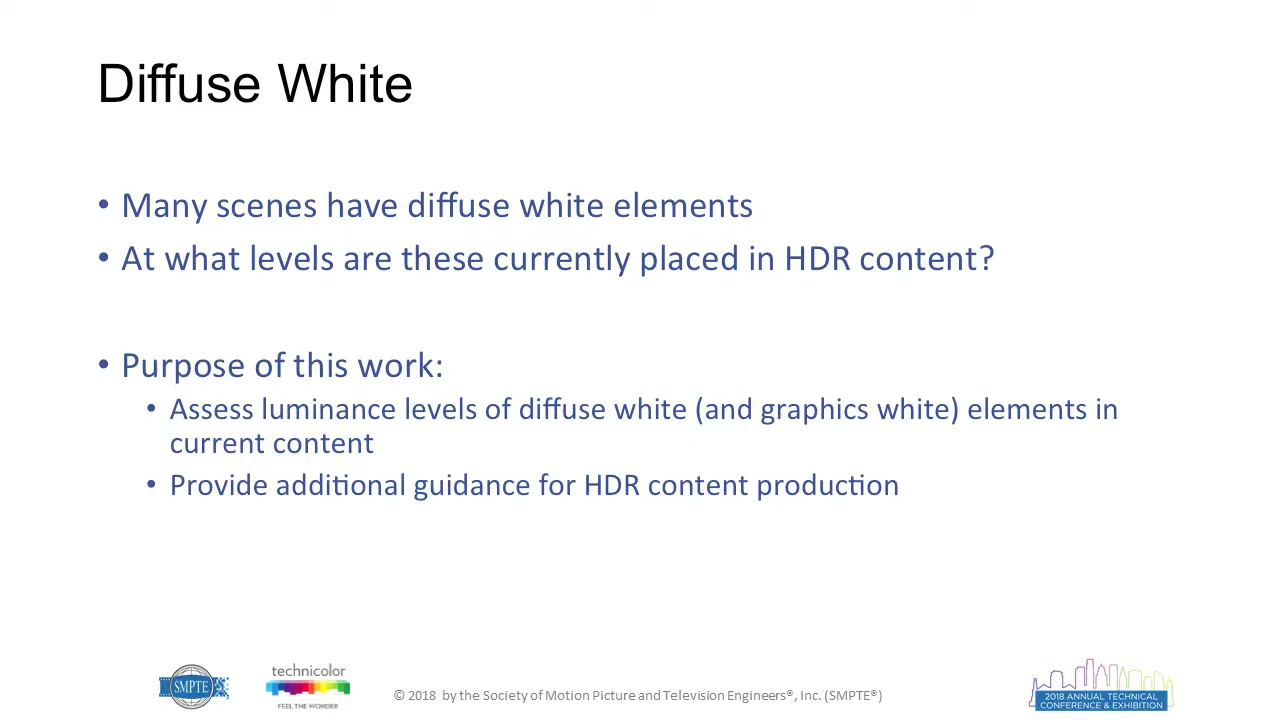 Diffuse White
• Many scenes have diffuse white elements
• At what levels are these currently placed in HDR content?
• Purpose of this work:
• Assess luminance levels of diffuse white (and graphics white) elements in
current content
• Provide additional guidance for HDR content production
SMPTE
technicolor
FEEL THE WONDER
© 2018 by the Society of Motion Picture and Television Engineers®, Inc. (SMPTE®)
2018 ANNUAL TECHNICAL
CONFERENCE & EXHIBITION